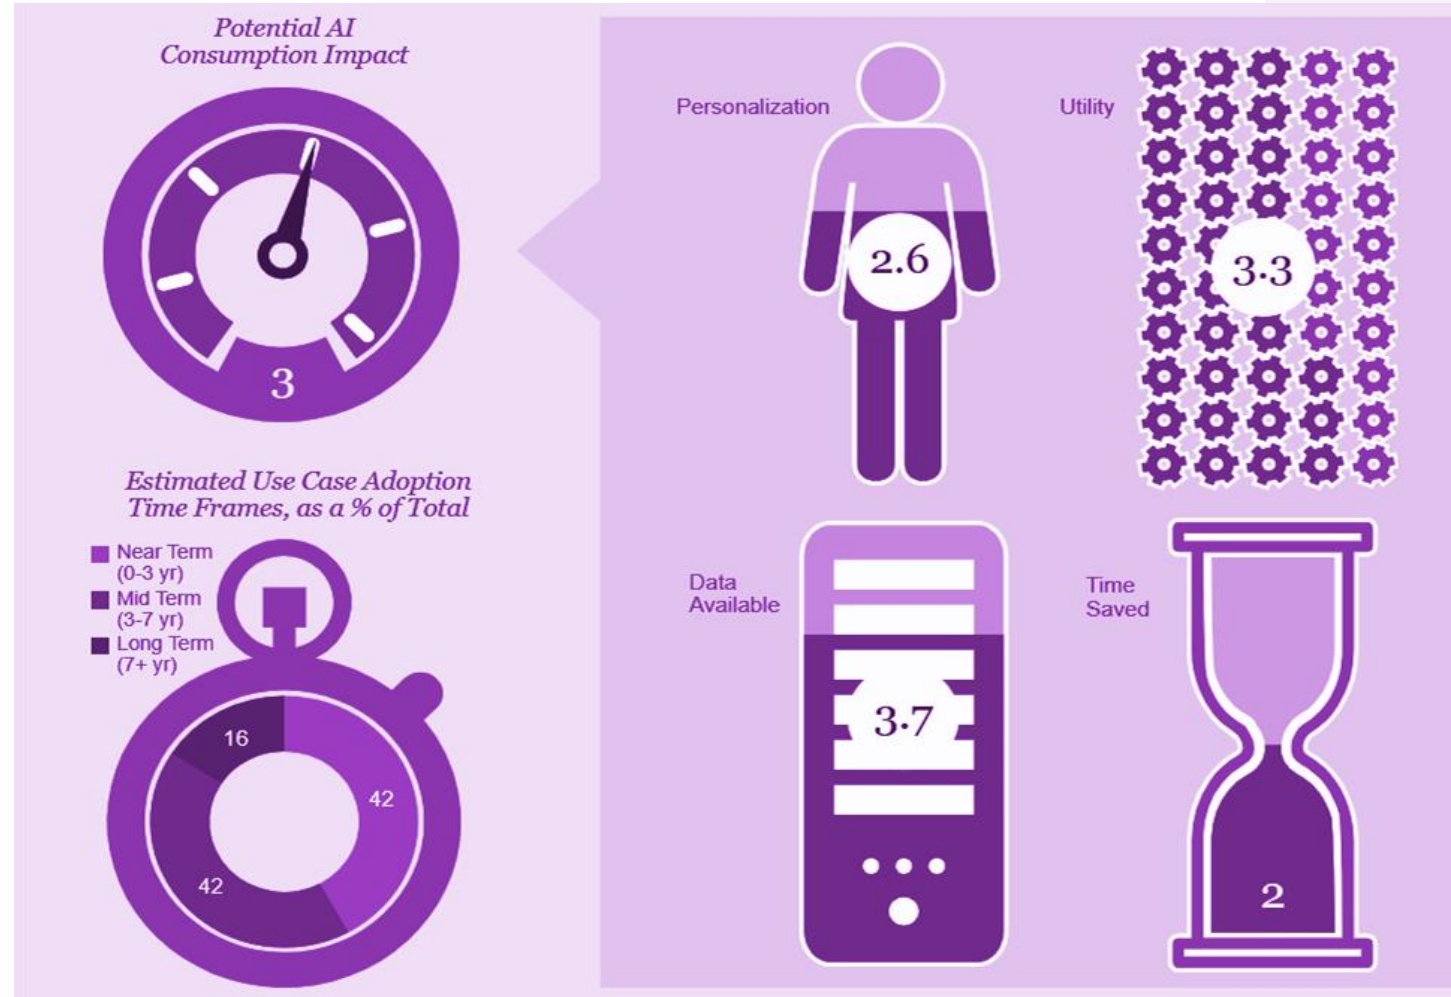 Potential AI
Consumption Impact
3
Estimated Use Case Adoption
Time Frames, as a % of Total
Near Term
(0-3 yr)
Mid Term
(3-7 yr)
Long Term
(7+ yr)
16
42
42
Personalization
2.6
Utility
3.3
Data
Available
3.7
Time
Saved
2